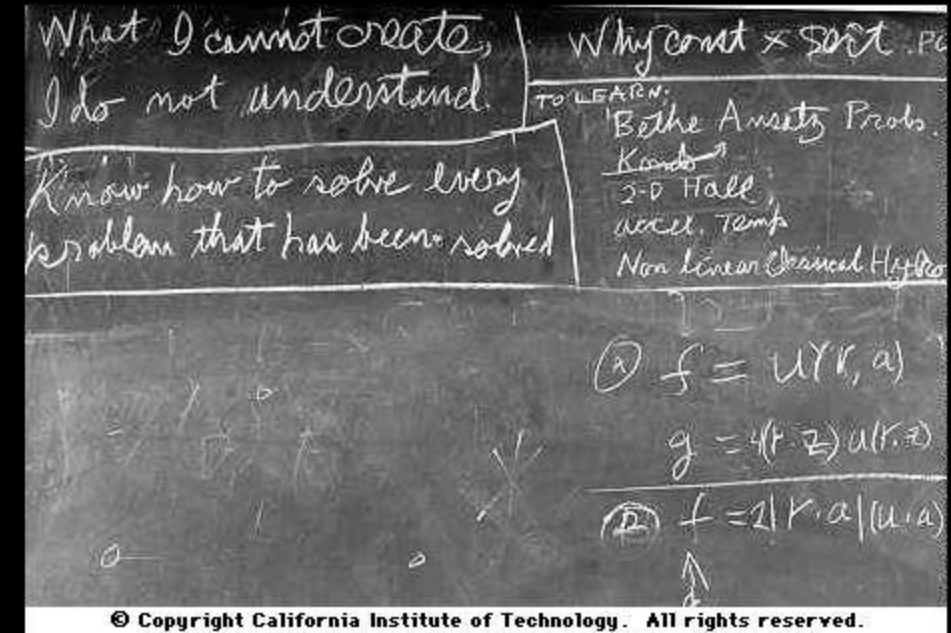 What I cannot create,
I do not understand.
Know how to solve every
problem that has been solved
Why const × sort .Po
TO LEARN:
Bethe Ansatz Probs.
Kondo
2-D Hall
accel. Temp
Non linear Classical Hydro
f = U(r, a)
g = 4(r·z) u(r.z)
f = 2|r·a|(u·a)
© Copyright California Institute of Technology. All rights reserved.